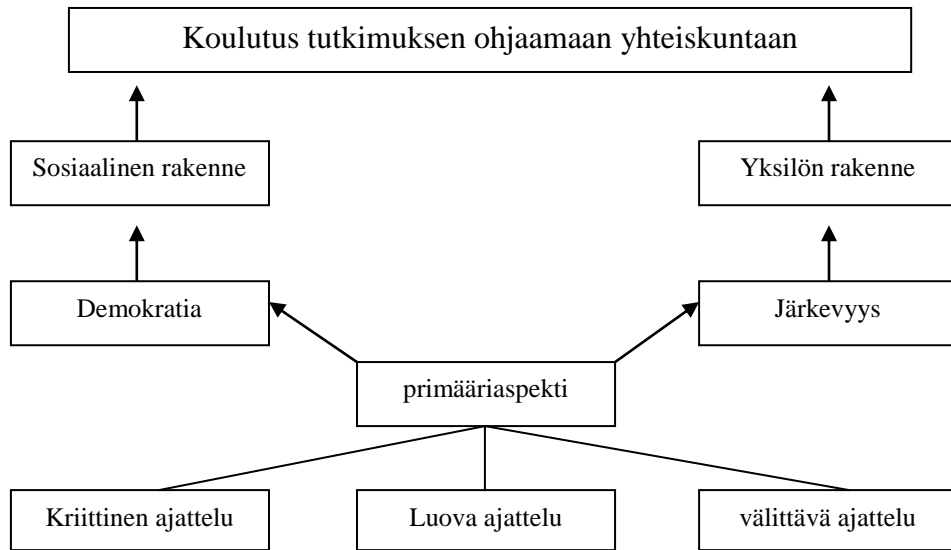 Koulutus tutkimuksen ohjaamaan yhteiskuntaan
Sosiaalinen rakenne
Yksilön rakenne
Demokratia
Järkevyys
primääriaspekti
Kriittinen ajattelu
Luova ajattelu
välittävä ajattelu